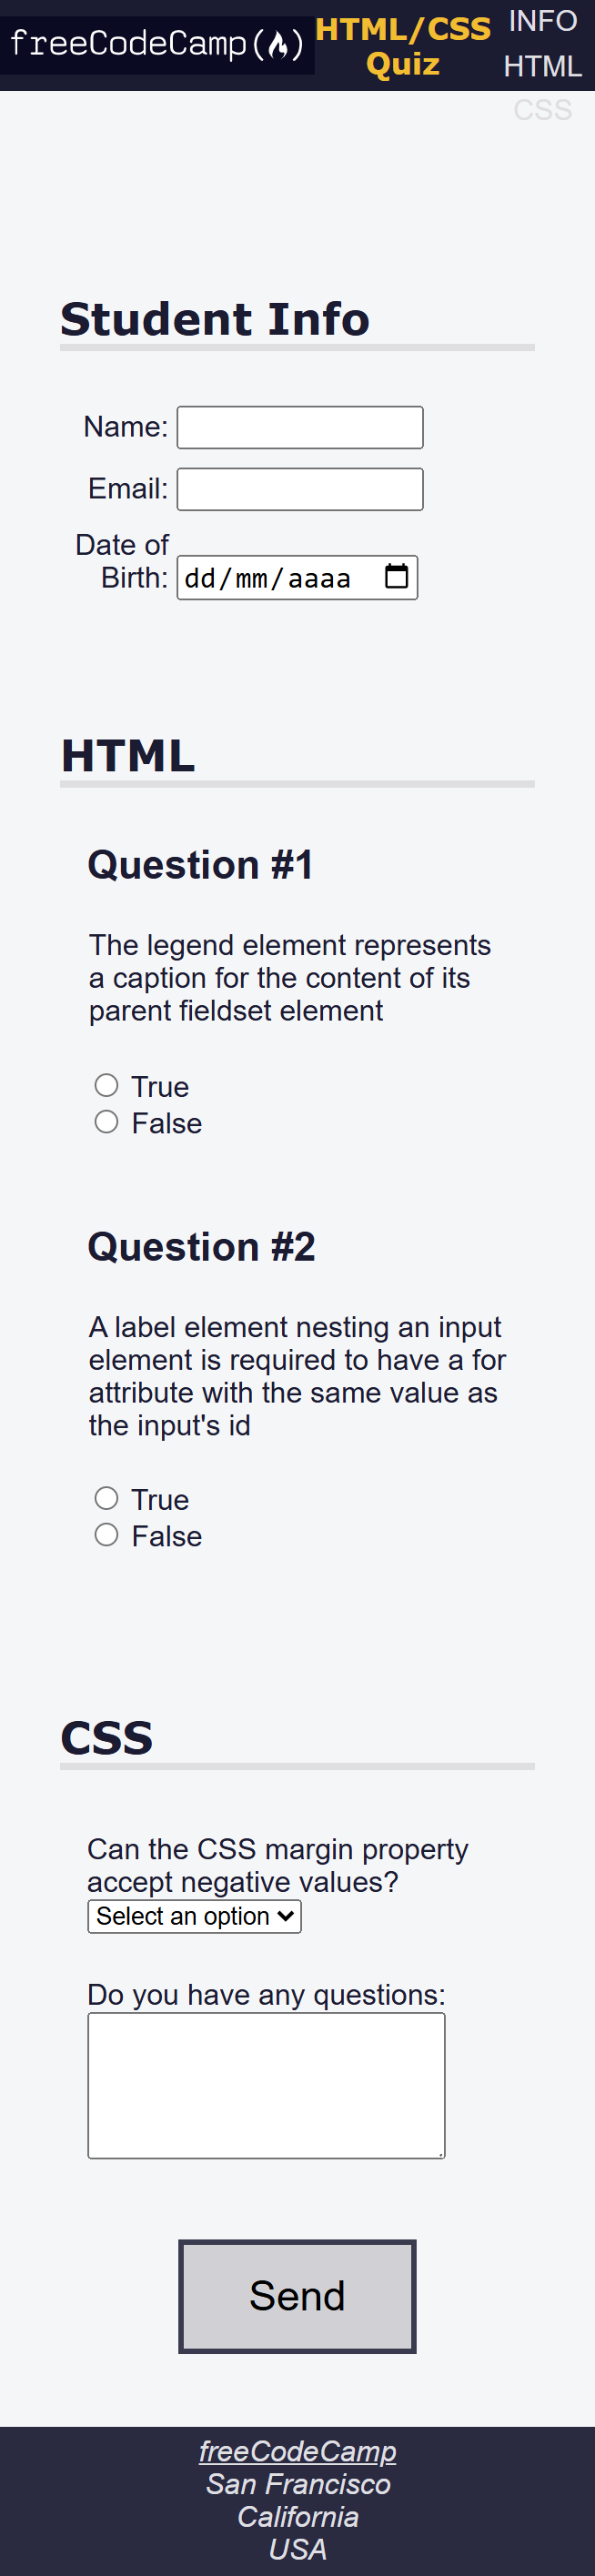 freeCodeCamp(🔥)
HTML/CSS
Quiz
INFO
HTML
CSS
Student Info
Name:
Email:
Date of
Birth:
dd/mm/aaaa
HTML
Question #1
The legend element represents
a caption for the content of its
parent fieldset element
True
False
Question #2
A label element nesting an input
element is required to have a for
attribute with the same value as
the input's id
True
False
CSS
Can the CSS margin property
accept negative values?
Select an option
Do you have any questions:
Send
freeCodeCamp
San Francisco
California
USA